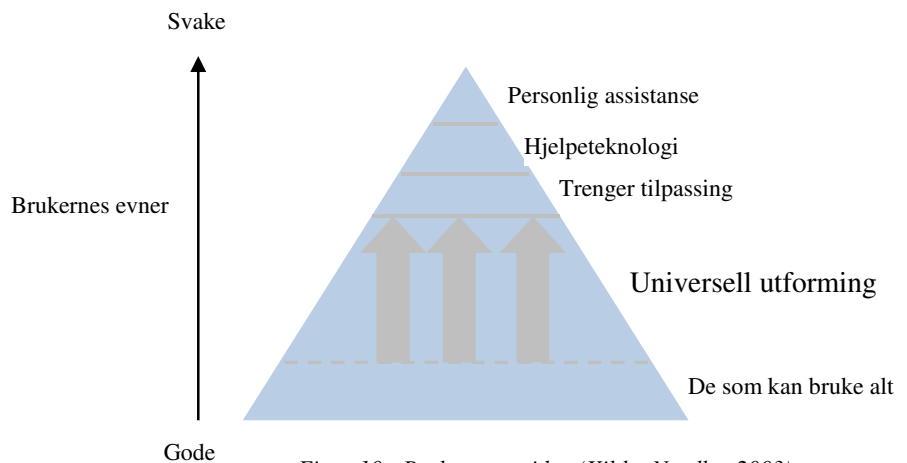 Svake
Personlig assistanse
Hjelpeteknologi
Trenger tilpassing
Brukernes evner
Universell utforming
De som kan bruke alt
Gode